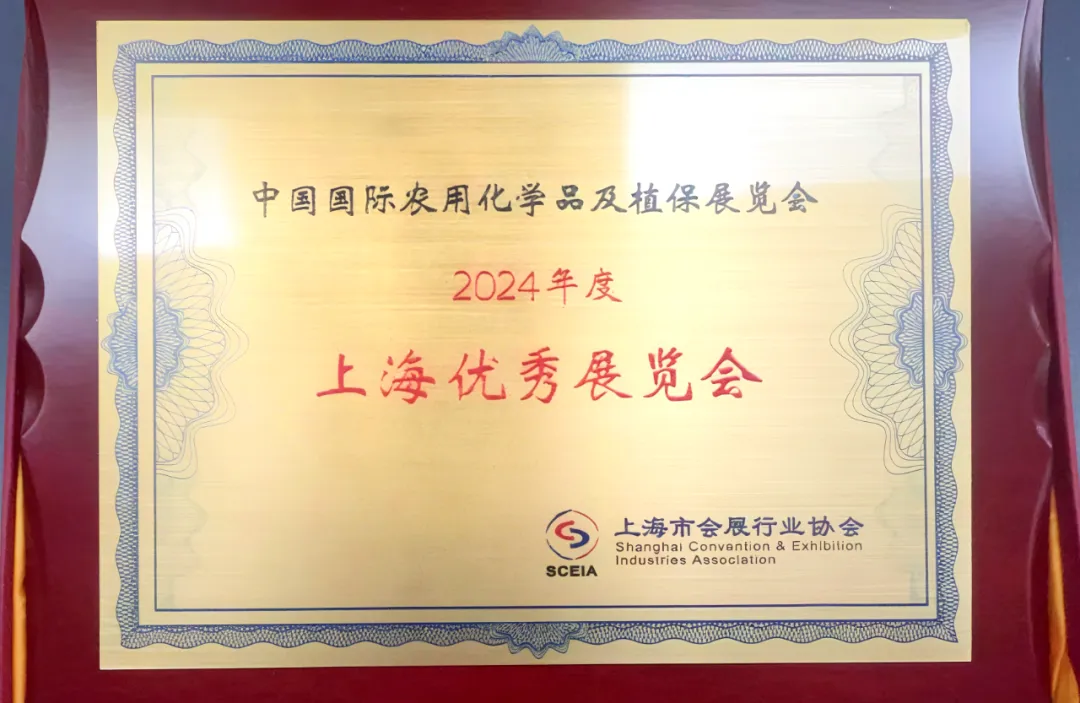 中国国际农用化学品及植保展览会
2024年度
上海优秀展览会
上海市会展行业协会
Shanghai Convention & Exhibition
Industries Association
SCEIA